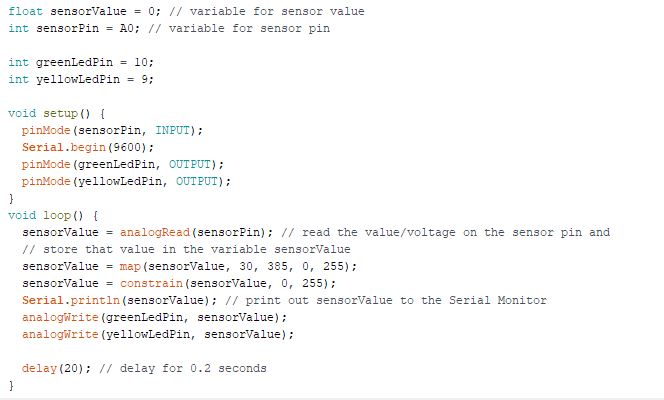 float sensorValue = 0; // variable for sensor value
int sensorPin = A0; // variable for sensor pin

int greenLedPin = 10;
int yellowLedPin = 9;

void setup() {
  pinMode(sensorPin, INPUT);
  Serial.begin(9600);
  pinMode(greenLedPin, OUTPUT);
  pinMode(yellowLedPin, OUTPUT);
}
void loop() {
  sensorValue = analogRead(sensorPin); // read the value/voltage on the sensor pin and
  // store that value in the variable sensorValue
  sensorValue = map(sensorValue, 30, 385, 0, 255);
  sensorValue = constrain(sensorValue, 0, 255);
  Serial.println(sensorValue); // print out sensorValue to the Serial Monitor
  analogWrite(greenLedPin, sensorValue);
  analogWrite(yellowLedPin, sensorValue);

  delay(20); // delay for 0.2 seconds
}